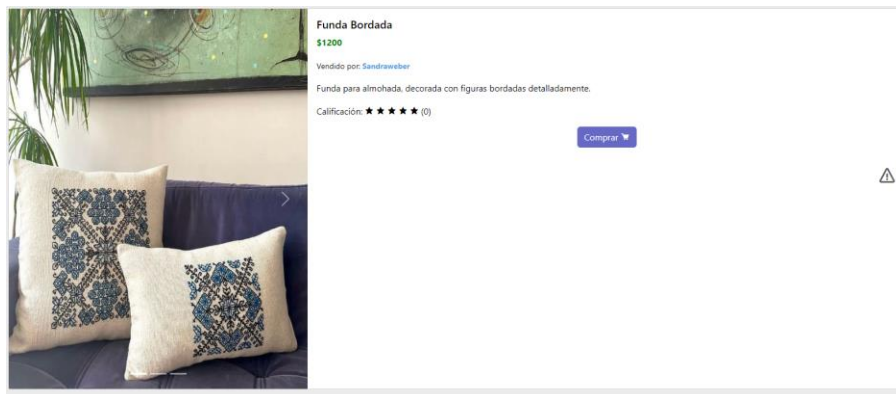 Funda Bordada
$1200
Vendido por: Sandraweber
Funda para almohada, decorada con figuras bordadas detalladamente.
Calificación: ★ ★ ★ ★ ★ (0)
Comprar